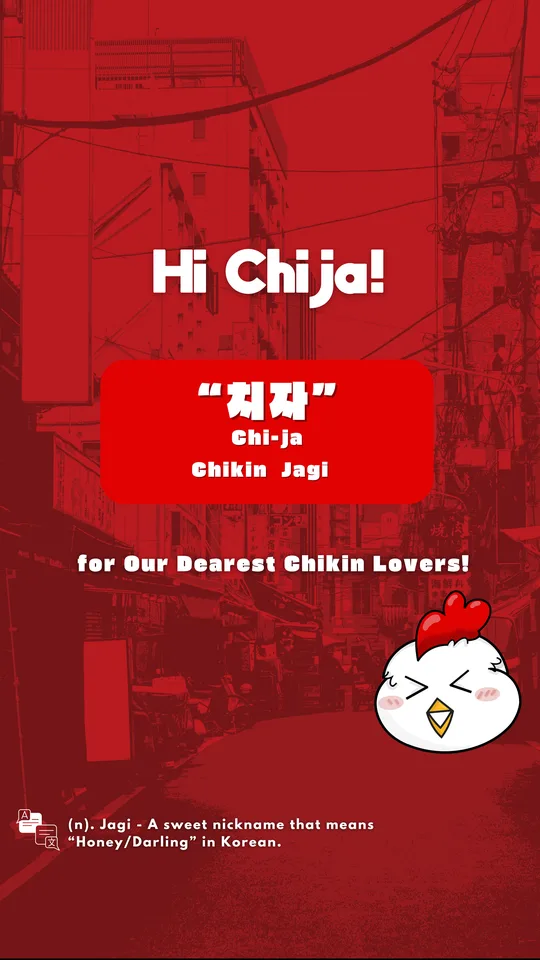 Hi Chija!
“치자”
Chi-ja
Chikin Jagi
for Our Dearest Chikin Lovers!
A
文
(n). Jagi - A sweet nickname that means
“Honey/Darling” in Korean.